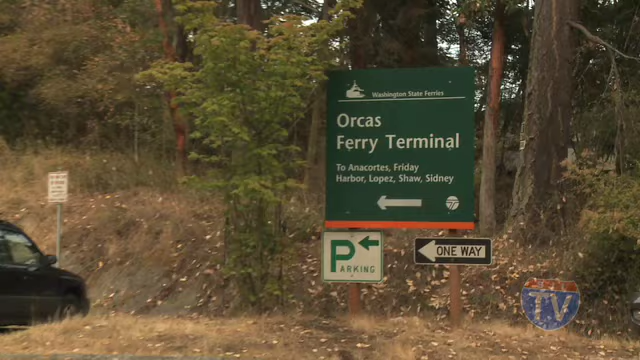 Washington State Ferries
Orcas
Ferry Terminal
To Anacortes, Friday
Harbor, Lopez, Shaw, Sidney
P
PARKING
ONE WAY
TV